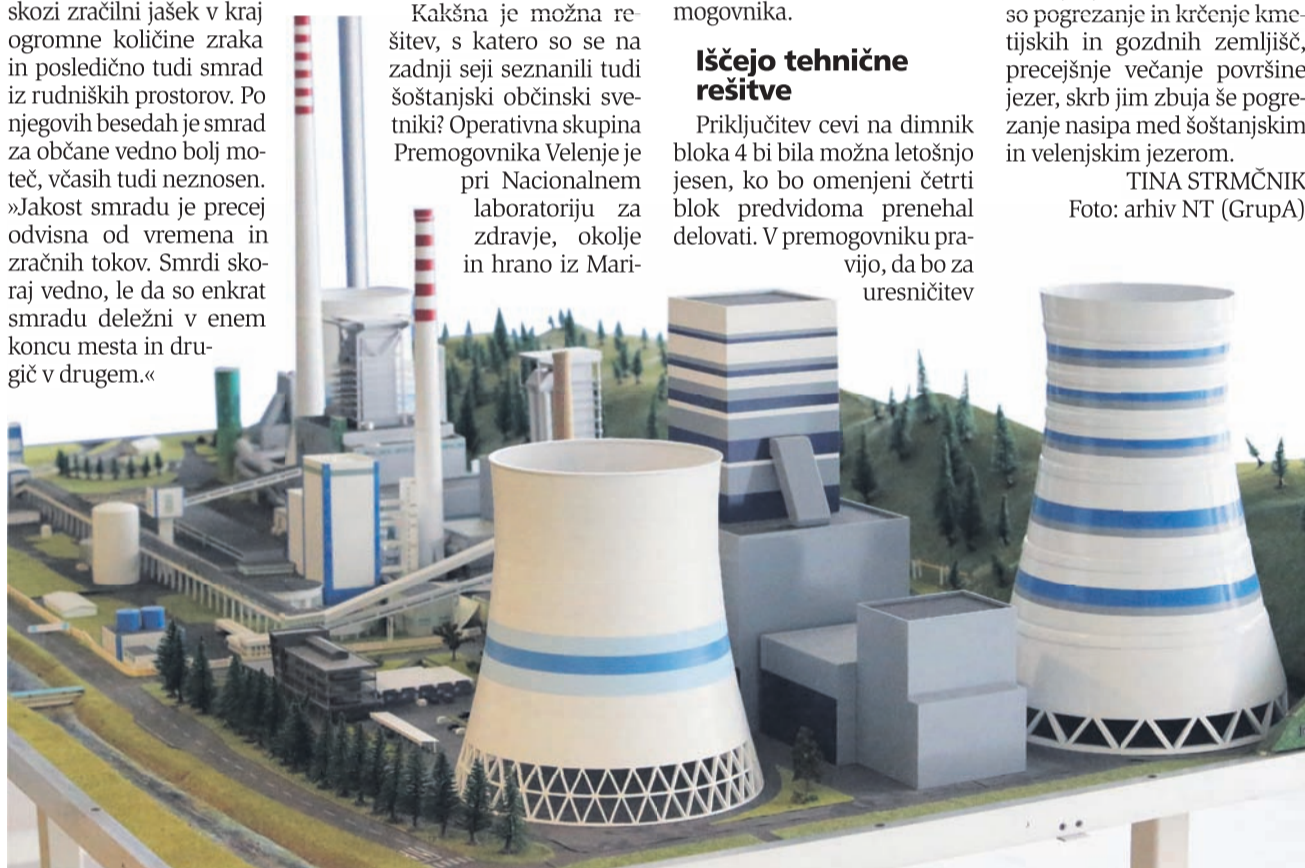 skozi zračilni jašek v kraj
ogromne količine zraka
in posledično tudi smrad
iz rudniških prostorov. Po
njegovih besedah je smrad
za občane vedno bolj mo-
teč, včasih tudi neznosen.
»Jakost smradu je precej
odvisna od vremena in
zračnih tokov. Smrdi sko-
raj vedno, le da so enkrat
smradu deležni v enem
koncu mesta in dru-
gič v drugem.«
Kakšna je možna re-
šitev, s katero so se na
zadnji seji seznanili tudi
šoštanjski občinski sve-
tniki? Operativna skupina
Premogovnika Velenje je
pri Nacionalnem
laboratoriju za
zdravje, okolje
in hrano iz Mari-
mogovnika.
Iščejo tehnične
rešitve
Priključitev cevi na dimnik
bloka 4 bi bila možna letošnjo
jesen, ko bo omenjeni četrti
blok predvidoma prenehal
delovati. V premogovniku pra-
vijo, da bo za
uresničitev
so pogrezanje in krčenje kme-
tijskih in gozdnih zemljišč,
precejšnje večanje površine
jezer, skrb jim zbuja še pogre-
zanje nasipa med šoštanjskim
in velenjskim jezerom.
TINA STRMČNIK
Foto: arhiv NT (GrupA)